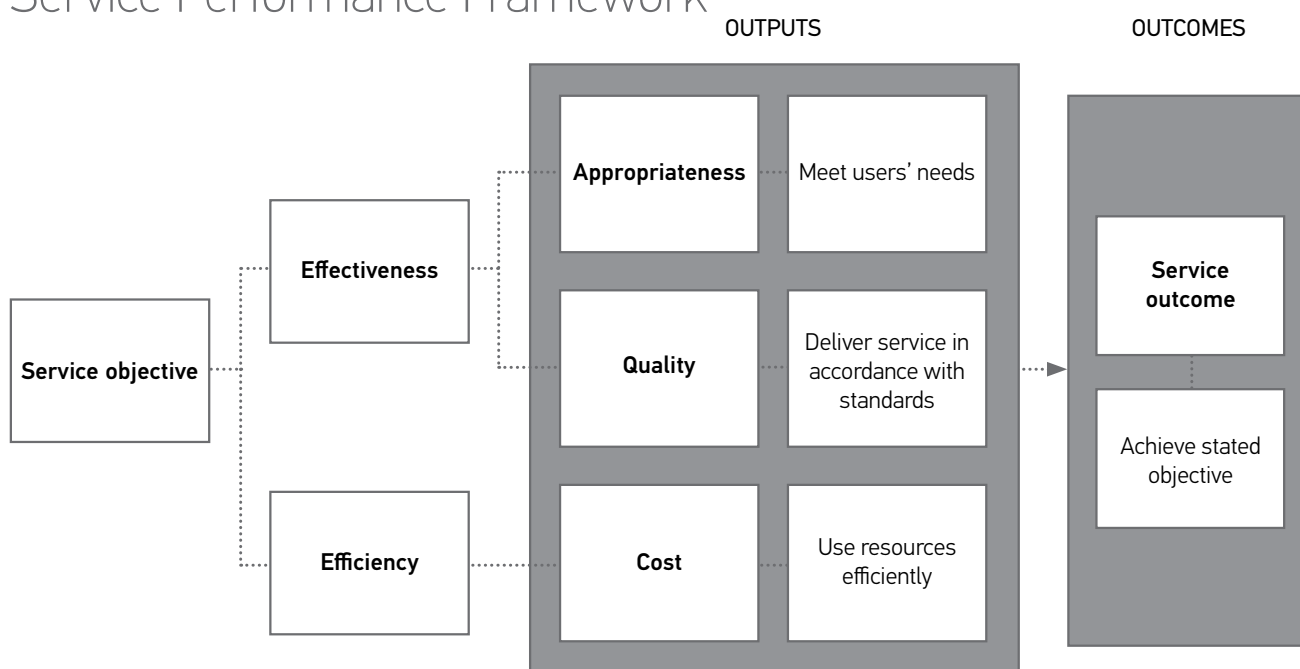 Service Performance Framework
OUTPUTS
OUTCOMES
Appropriateness
Meet users’ needs
Effectiveness
Service
outcome
Service objective
Quality
Deliver service in
accordance with
standards
Achieve stated
objective
Efficiency
Cost
Use resources
efficiently